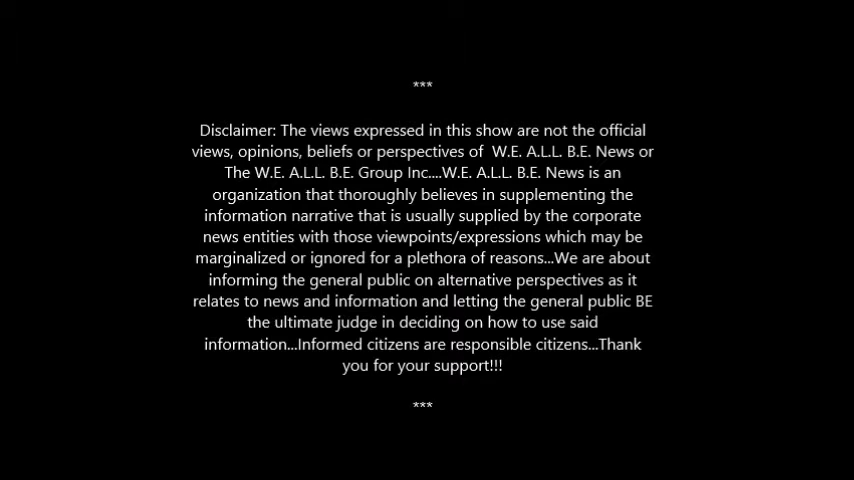 ***
Disclaimer: The views expressed in this show are not the official
views, opinions, beliefs or perspectives of  W.E. A.L.L. B.E. News or
The W.E. A.L.L. B.E. Group Inc....W.E. A.L.L. B.E. News is an
organization that thoroughly believes in supplementing the
information narrative that is usually supplied by the corporate
news entities with those viewpoints/expressions which may be
marginalized or ignored for a plethora of reasons...We are about
informing the general public on alternative perspectives as it
relates to news and information and letting the general public BE
the ultimate judge in deciding on how to use said
information...Informed citizens are responsible citizens...Thank
you for your support!!!
***